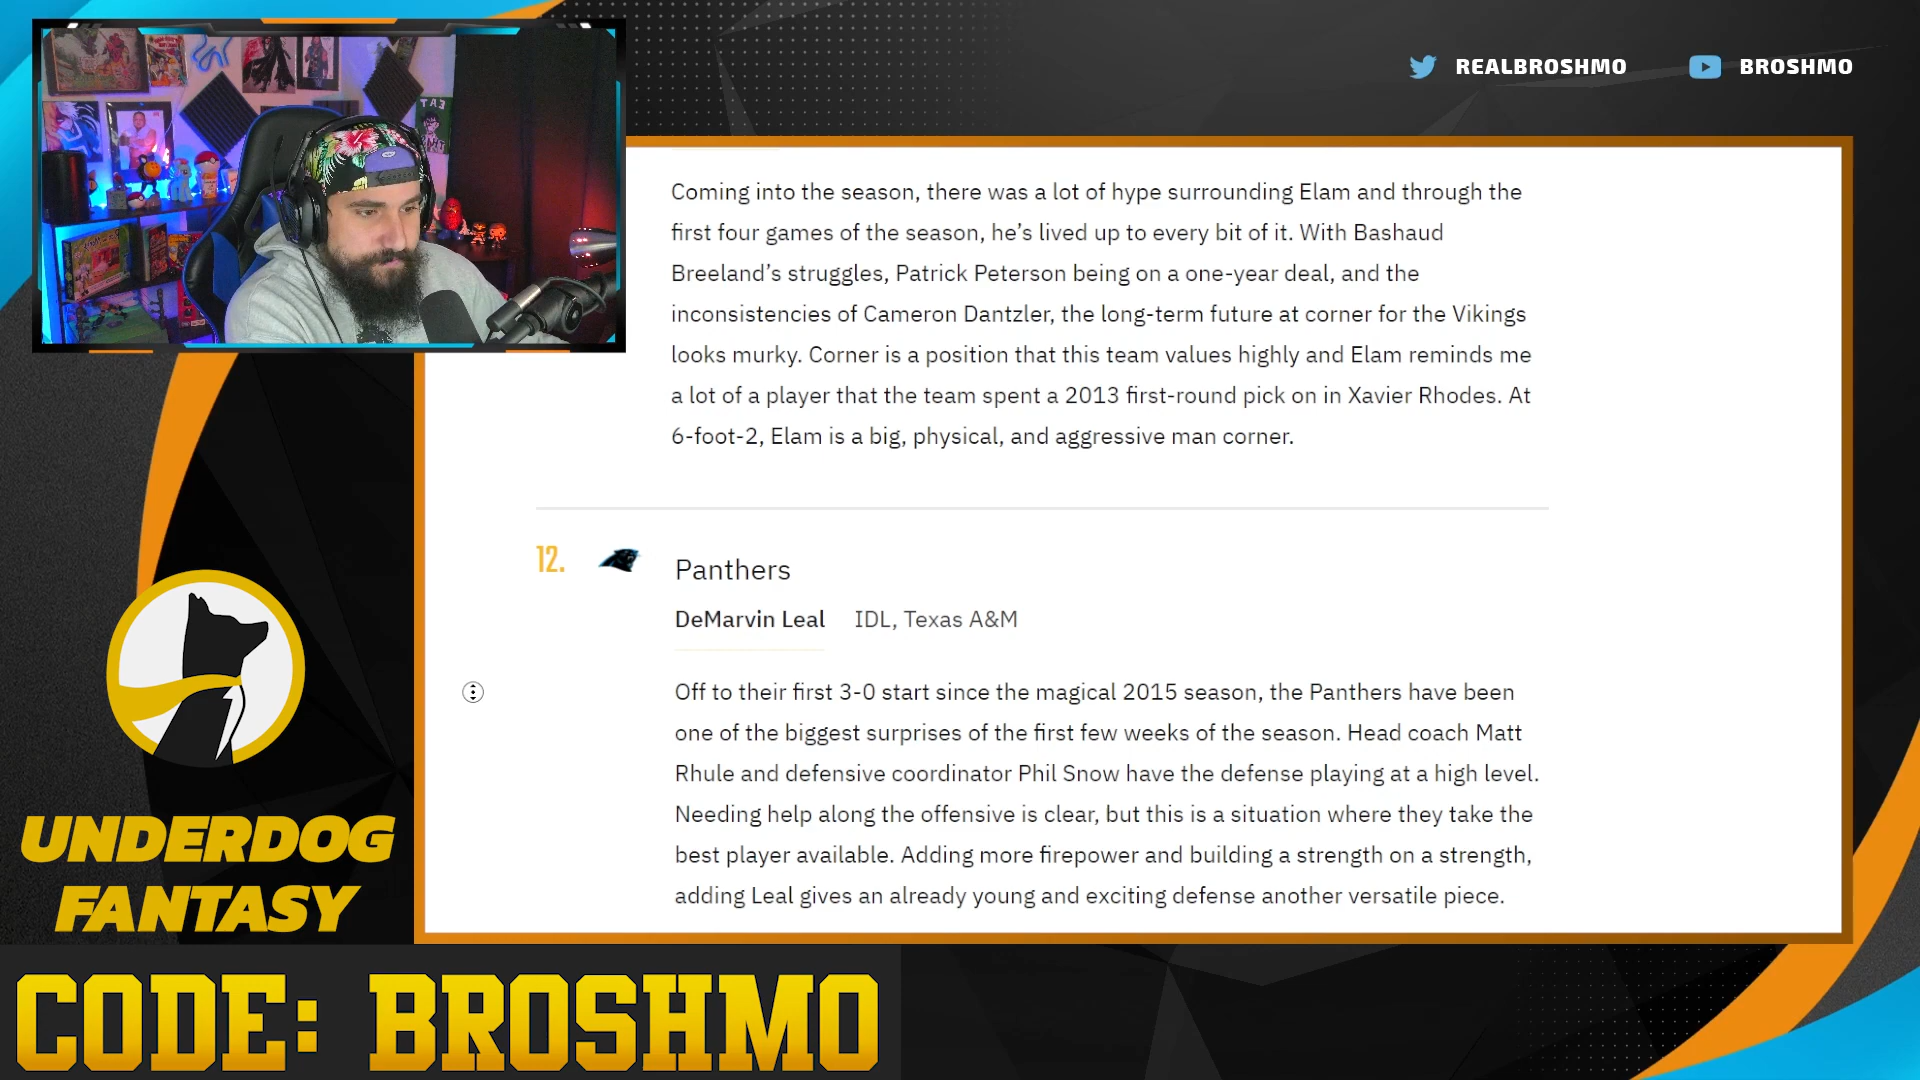 REALBROSHMO
BROSHMO
Coming into the season, there was a lot of hype surrounding Elam and through the
first four games of the season, he's lived up to every bit of it. With Bashaud
Breeland's struggles, Patrick Peterson being on a one-year deal, and the
inconsistencies of Cameron Dantzler, the long-term future at corner for the Vikings
looks murky. Corner is a position that this team values highly and Elam reminds me
a lot of a player that the team spent a 2013 first-round pick on in Xavier Rhodes. At
6-foot-2, Elam is a big, physical, and aggressive man corner.
12.
Panthers
DeMarvin Leal IDL, Texas A&M
Off to their first 3-0 start since the magical 2015 season, the Panthers have been
one of the biggest surprises of the first few weeks of the season. Head coach Matt
Rhule and defensive coordinator Phil Snow have the defense playing at a high level.
Needing help along the offensive is clear, but this is a situation where they take the
best player available. Adding more firepower and building a strength on a strength,
adding Leal gives an already young and exciting defense another versatile piece.
UNDERDOG
FANTASY
CODE: BROSHMO